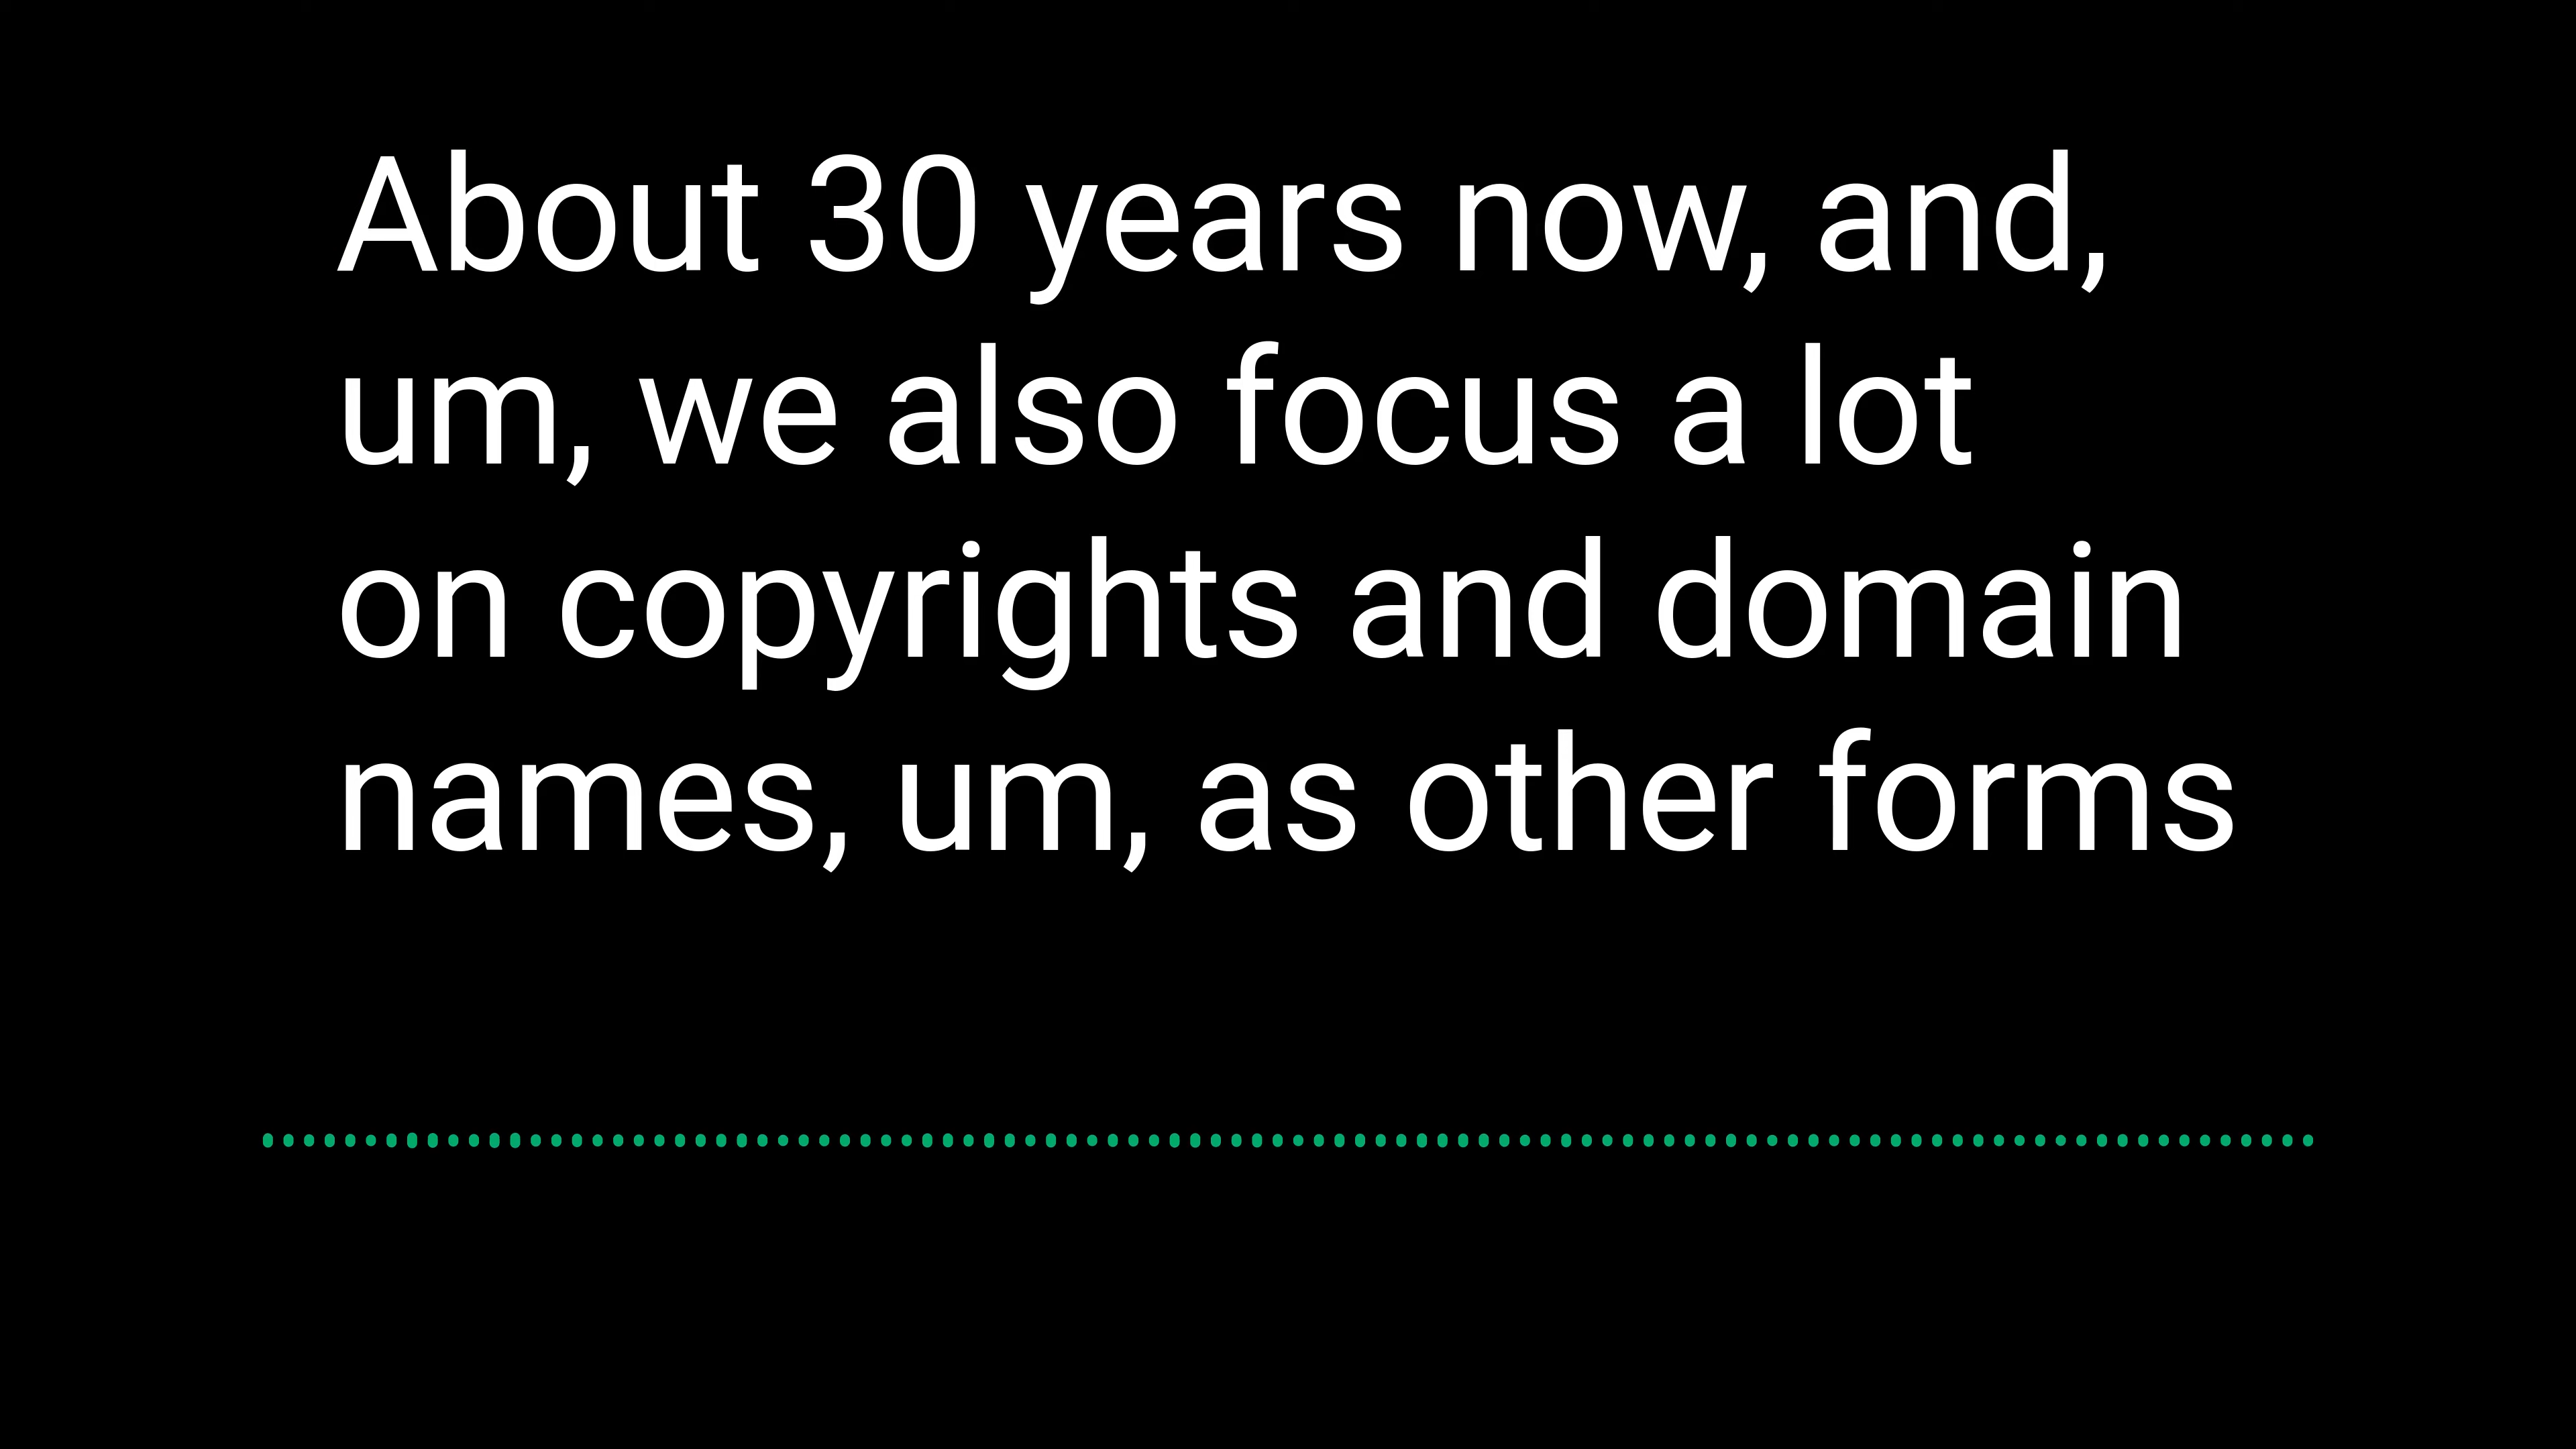 About 30 years now, and,
um, we also focus a lot
on copyrights and domain
names, um, as other forms